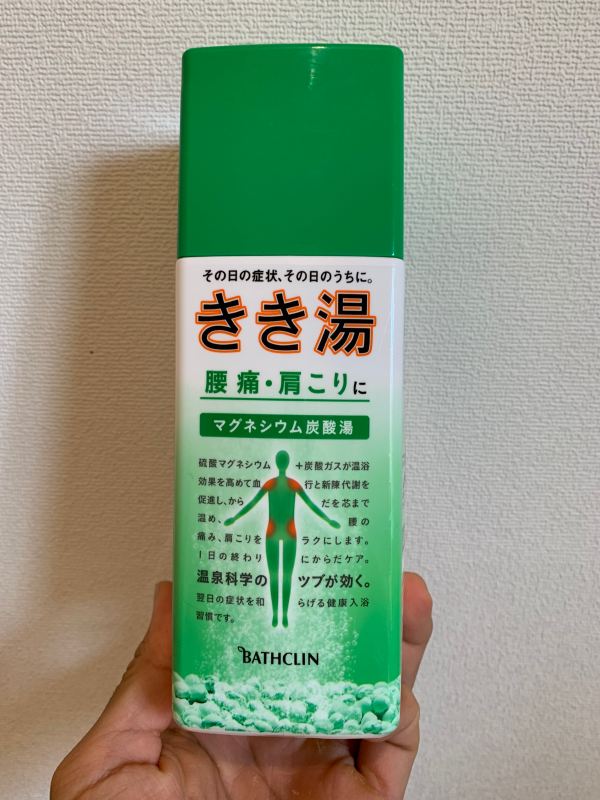 その日の症状、その日のうちに。
きき湯
腰痛・肩こりに
マグネシウム炭酸湯
硫酸マグネシウム+炭酸ガスが温浴
効果を高めて血行と新陳代謝を
促進し、からだを芯まで
温め、腰の
痛み、肩こりをラクにします。
1日の終わりにからだケア。
温泉科学のツブが効く。
翌日の症状を和らげる健康入浴
習慣です。
BATHCLIN